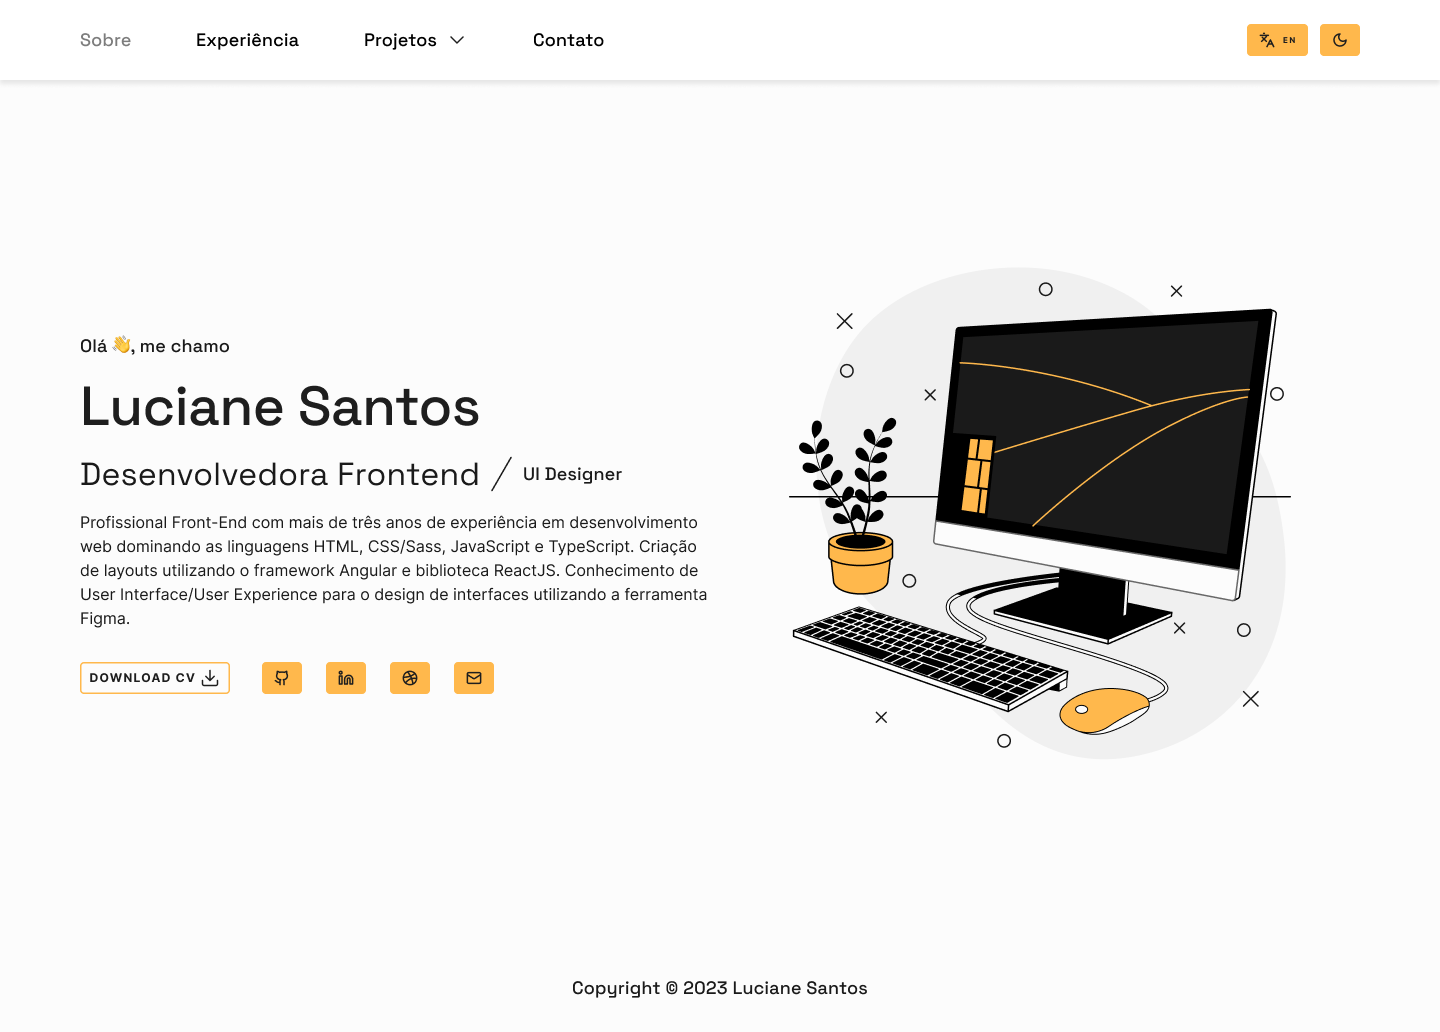 Sobre Experiência Projetos Contato EN
Olá 👋, me chamo
Luciane Santos
Desenvolvedora Frontend / UI Designer
Profissional Front-End com mais de três anos de experiência em desenvolvimento
web dominando as linguagens HTML, CSS/Sass, JavaScript e TypeScript. Criação
de layouts utilizando o framework Angular e biblioteca ReactJS. Conhecimento de
User Interface/User Experience para o design de interfaces utilizando a ferramenta
Figma.
DOWNLOAD CV
Copyright © 2023 Luciane Santos